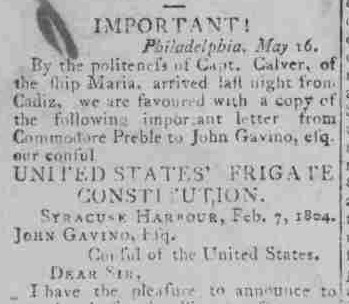 IMPORTANT!
Philadelphia, May 16.
By the politeness of Capt. Calver, of
the ship Maria, arrived last night from
Cadiz, we are favoured with a copy of
the following important letter from
Commodore Preble to John Gavino, esq.
our consul
UNITED STATES' FRIGATE
CONSTITUTION.
SYRACUSE HARBOUR, Feb. 7, 1804.
JOHN GAVINO, Esq.
Consul of the United States.
DEAR SIR,
I have the pleasure to announce to